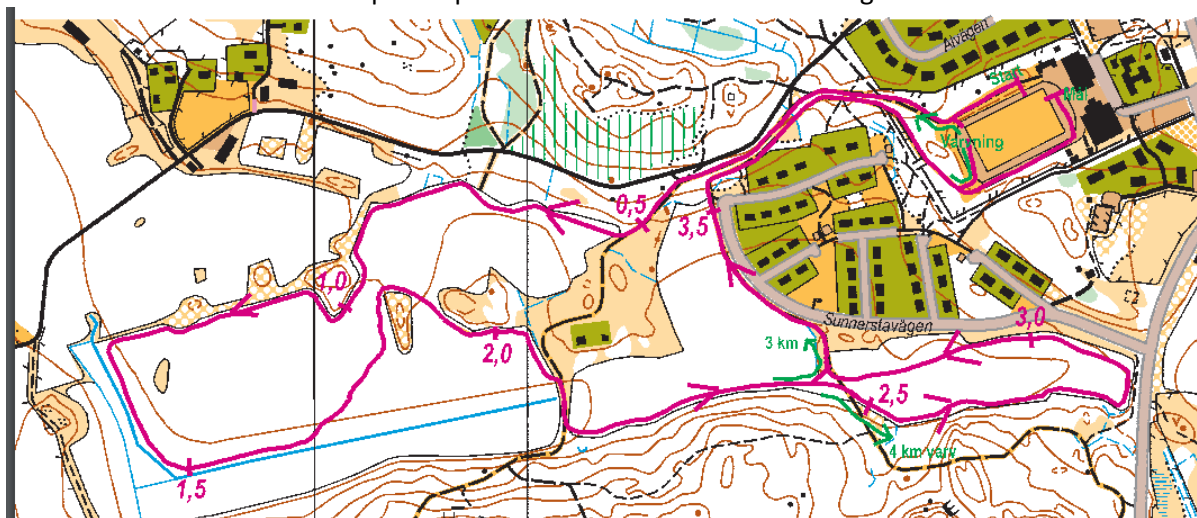 Älvägen
Start
Mål
Varvning
0,5
3,5
1,0
Sunnerstavägen
3,0
3 km
2,0
2,5
4 km varv
1,5